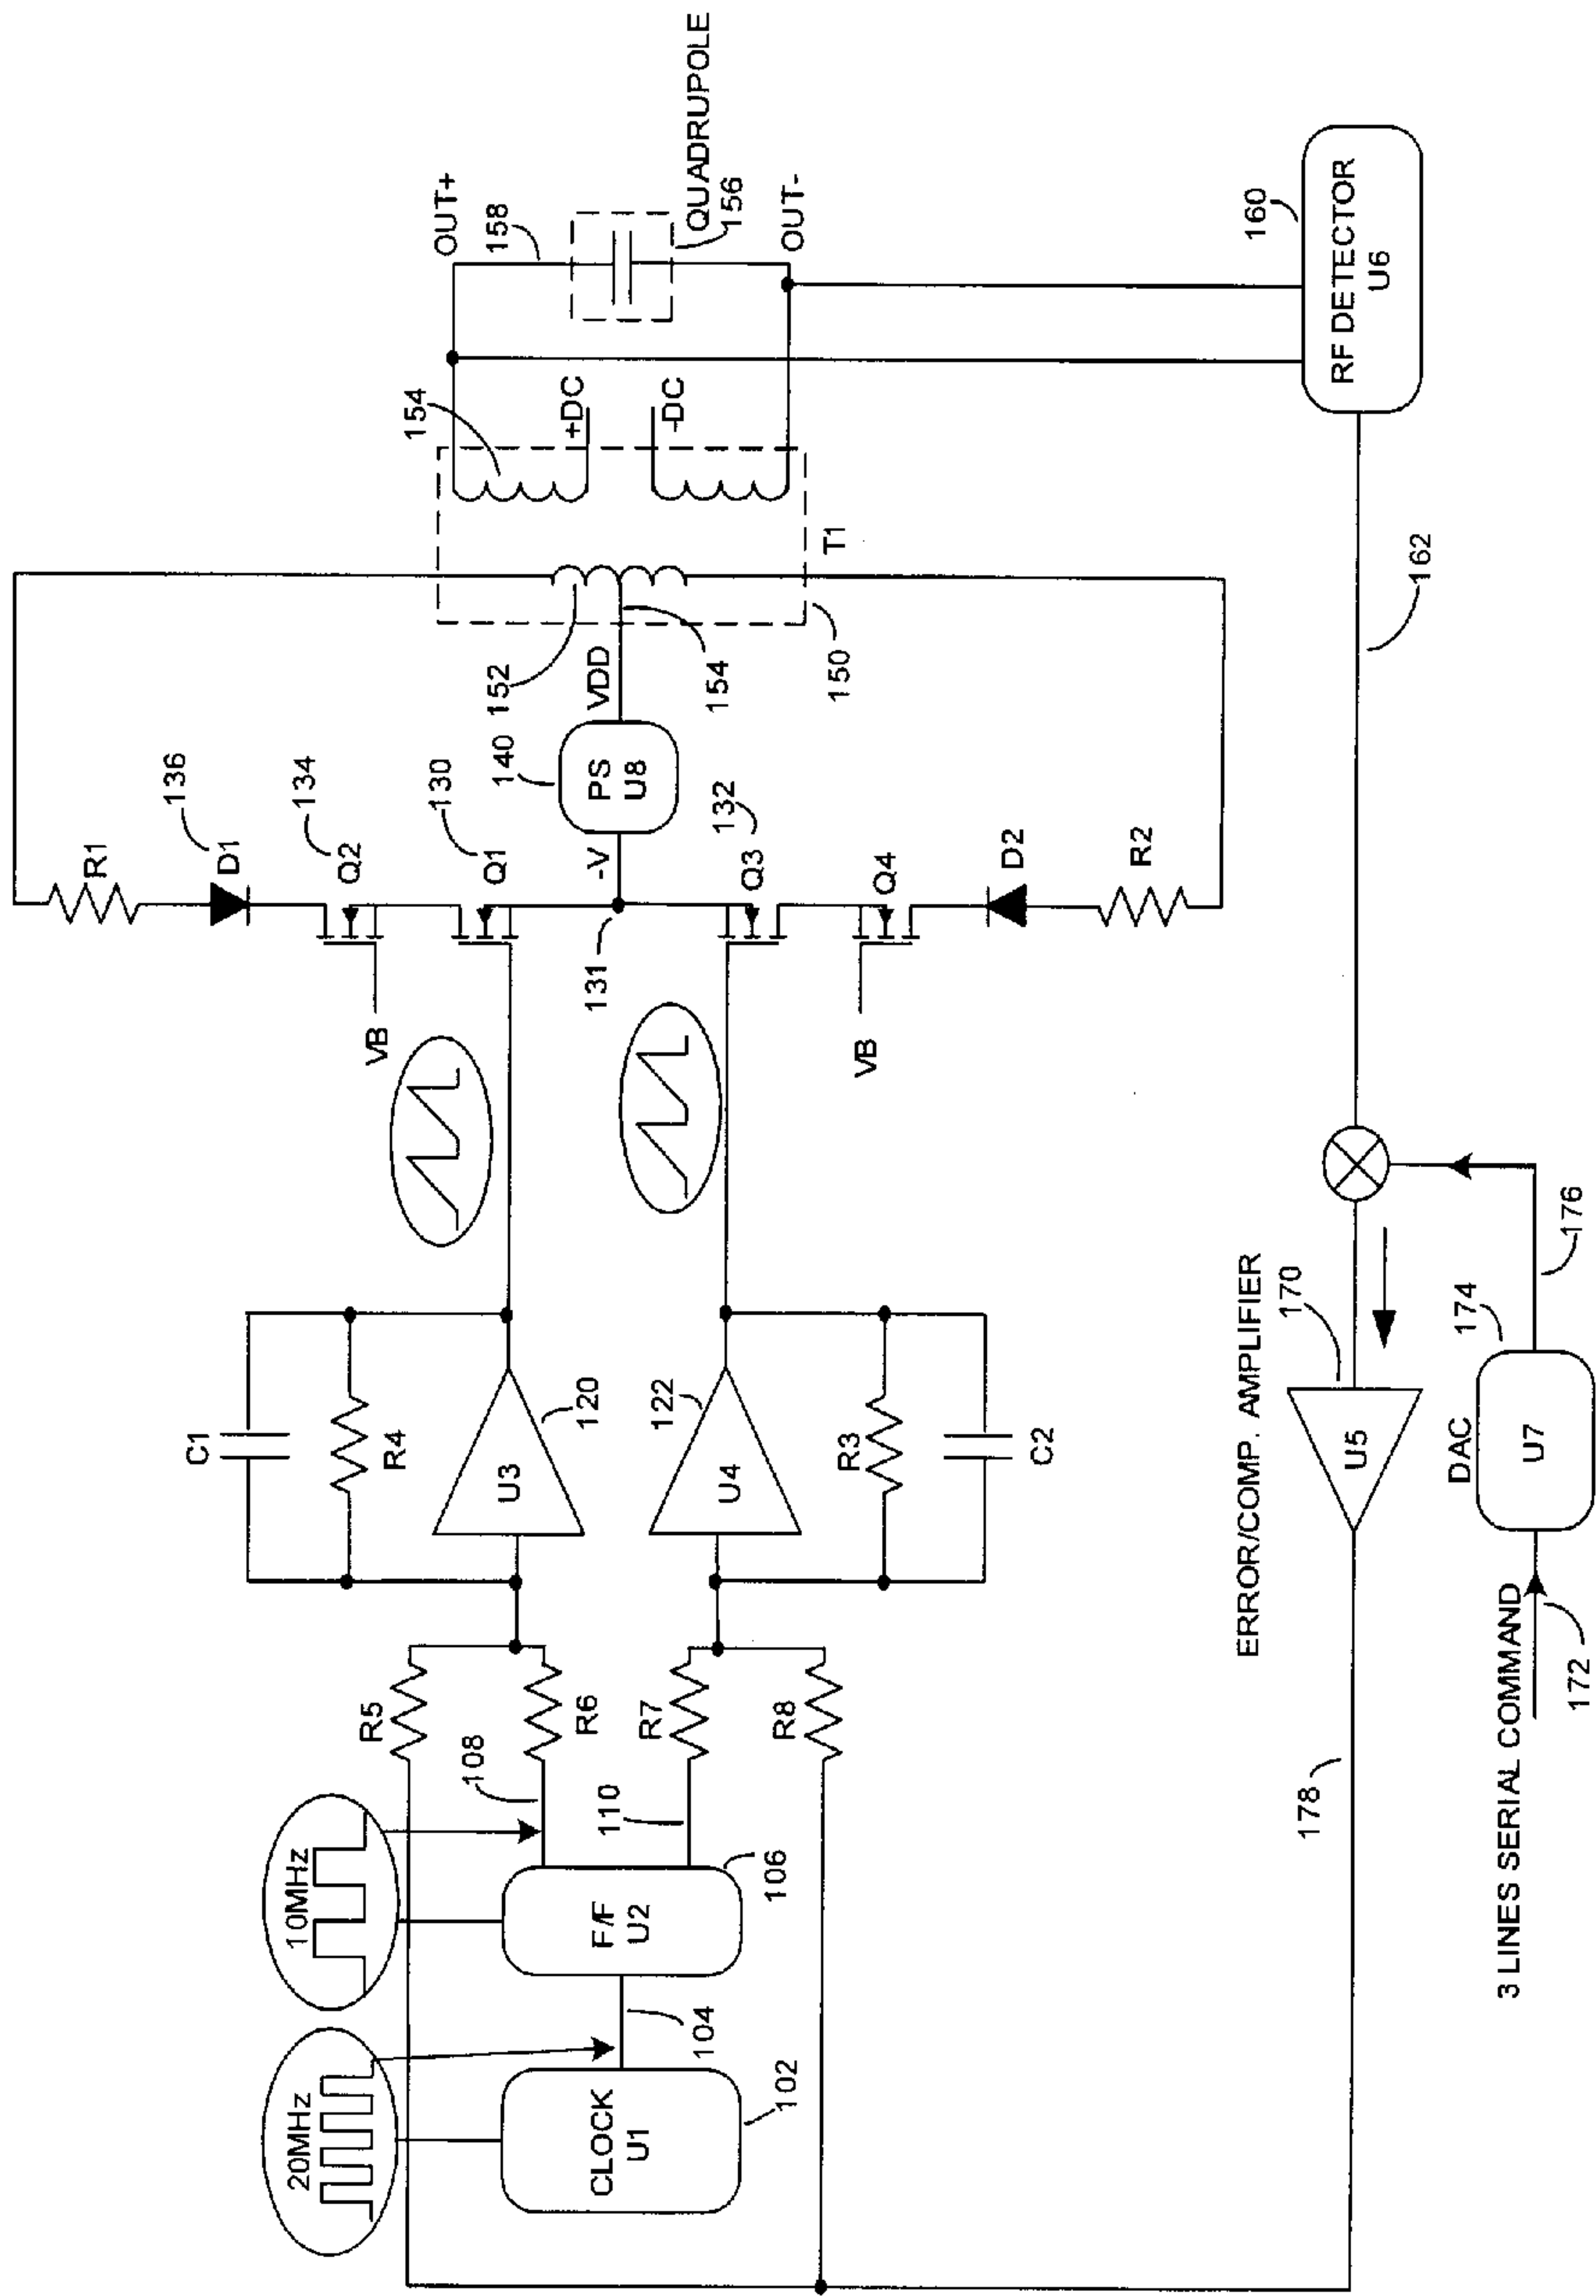 20MHz
10MHz
CLOCK
U1
102
104
F/F
U2
106
108
110
R5
R6
R7
R8
C1
R4
U3
120
122
U4
R3
C2
VB
VB
R1
136
D1
134
Q2
130
Q1
131
-V
132
Q3
Q4
D2
R2
140
PS
U8
VDD
152
154
150
T1
154
+DC
-DC
OUT+
158
QUADRUPOLE
156
OUT-
160
RF DETECTOR
U6
162
ERROR/COMP. AMPLIFIER
170
U5
DAC
174
U7
176
3 LINES SERIAL COMMAND
172
178